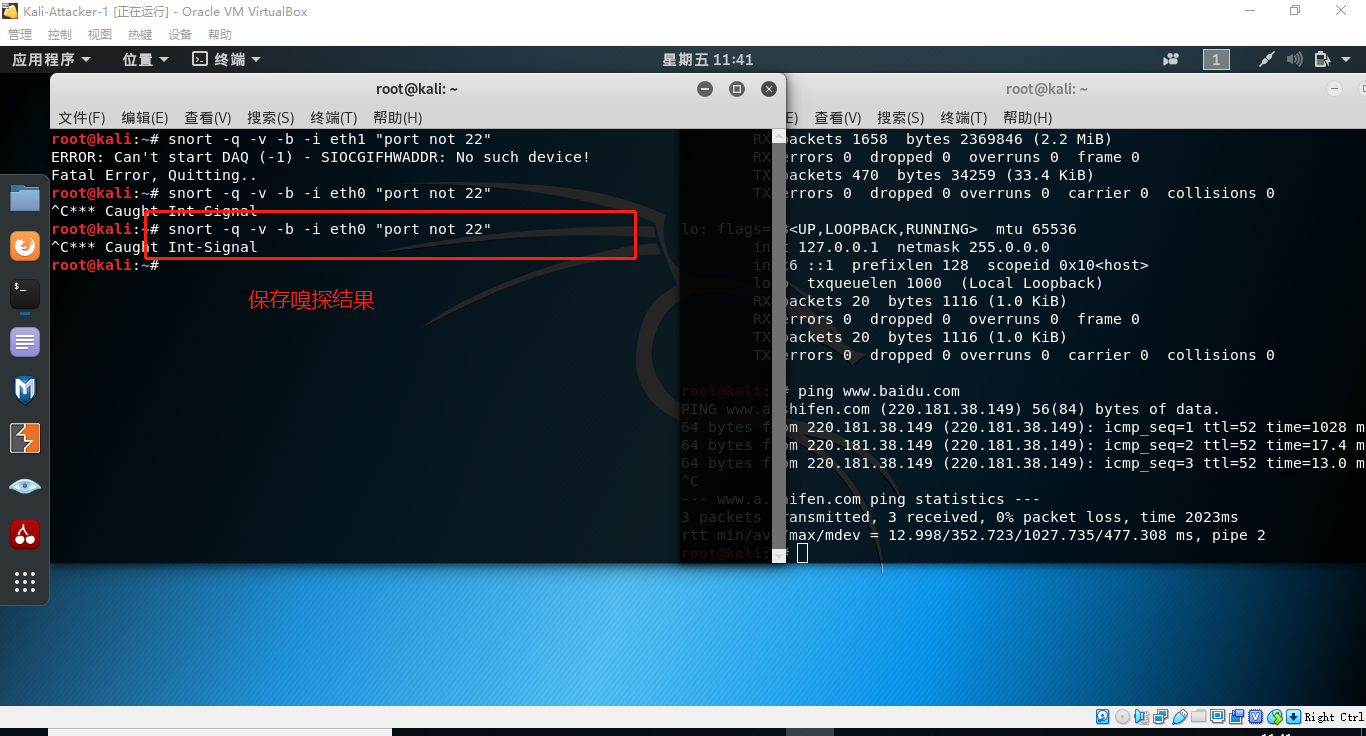 Kali-Attacker-1 [正在运行] - Oracle VM VirtualBox
管理 控制 视图 热键 设备 帮助
应用程序 位置 终端 星期五 11:41 1
root@kali: ~
文件(F) 编辑(E) 查看(V) 搜索(S) 终端(T) 帮助(H)
root@kali:~# snort -q -v -b -i eth1 "port not 22"
ERROR: Can't start DAQ (-1) - SIOCGIFHWADDR: No such device!
Fatal Error, Quitting..
root@kali:~# snort -q -v -b -i eth0 "port not 22"
^C*** Caught Int-Signal
root@kali:~# snort -q -v -b -i eth0 "port not 22"
^C*** Caught Int-Signal
root@kali:~#
保存嗅探结果
root@kali: ~
E) 查看(V) 搜索(S) 终端(T) 帮助(H)
RX packets 1658 bytes 2369846 (2.2 MiB)
RX errors 0 dropped 0 overruns 0 frame 0
TX packets 470 bytes 34259 (33.4 KiB)
TX errors 0 dropped 0 overruns 0 carrier 0 collisions 0
lo: flags=73<UP,LOOPBACK,RUNNING> mtu 65536
inet 127.0.0.1 netmask 255.0.0.0
inet6 ::1 prefixlen 128 scopeid 0x10<host>
loop txqueuelen 1000 (Local Loopback)
RX packets 20 bytes 1116 (1.0 KiB)
RX errors 0 dropped 0 overruns 0 frame 0
TX packets 20 bytes 1116 (1.0 KiB)
TX errors 0 dropped 0 overruns 0 carrier 0 collisions 0
root@kali:~# ping www.baidu.com
PING www.a.shifen.com (220.181.38.149) 56(84) bytes of data.
64 bytes from 220.181.38.149 (220.181.38.149): icmp_seq=1 ttl=52 time=1028 m
64 bytes from 220.181.38.149 (220.181.38.149): icmp_seq=2 ttl=52 time=17.4 m
64 bytes from 220.181.38.149 (220.181.38.149): icmp_seq=3 ttl=52 time=13.0 m
^C
--- www.a.shifen.com ping statistics ---
3 packets transmitted, 3 received, 0% packet loss, time 2023ms
rtt min/avg/max/mdev = 12.998/352.723/1027.735/477.308 ms, pipe 2
root@kali:~#
Right Ctrl